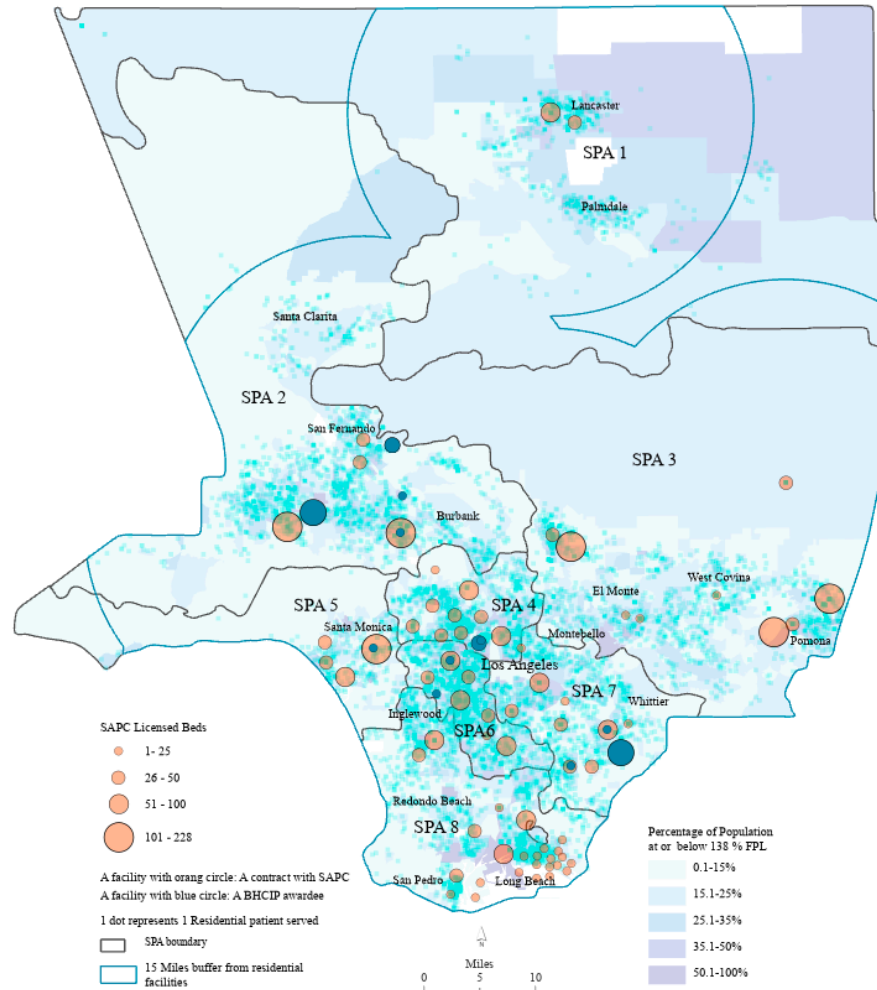 Lancaster
SPA 1
Palmdale
Santa Clarita
SPA 2
San Fernando
SPA 3
Burbank
West Covina
El Monte
SPA 5
SPA 4
Santa Monica
Montebello
Pomona
Los Angeles
SPA 7
Whittier
Inglewood
SPA6
Redondo Beach
SPA 8
San Pedro
Long Beach
SAPC Licensed Beds
1- 25
26 - 50
51 - 100
101 - 228
A facility with orang circle: A contract with SAPC
A facility with blue circle: A BHCIP awardee
1 dot represents 1 Residential patient served
SPA boundary
15 Miles buffer from residential
facilities
N
Miles
0 5 10
Percentage of Population
at or below 138 % FPL
0.1-15%
15.1-25%
25.1-35%
35.1-50%
50.1-100%